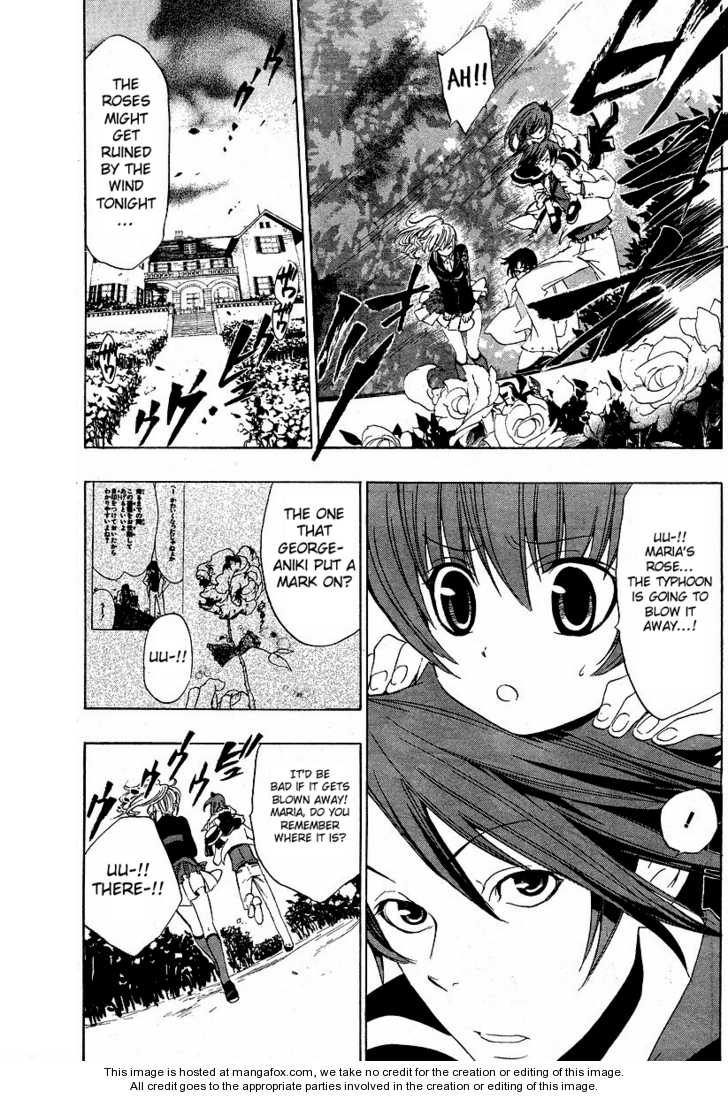 AH!!
THE
ROSES
MIGHT
GET
RUINED
BY THE
WIND
TONIGHT
...
UU-!!
MARIA'S
ROSE...
THE TYPHOON
IS GOING TO
BLOW IT
AWAY...!
!
THE ONE
THAT
GEORGE-
ANIKI PUT A
MARK ON?
UU-!!
IT'D BE
BAD IF IT GETS
BLOWN AWAY!
MARIA, DO YOU
REMEMBER
WHERE IT IS?
UU-!!
THERE-!!
This image is hosted at mangafox.com, we take no credit for the creation or editing of this image.
All credit goes to the appropriate parties involved in the creation or editing of this image.